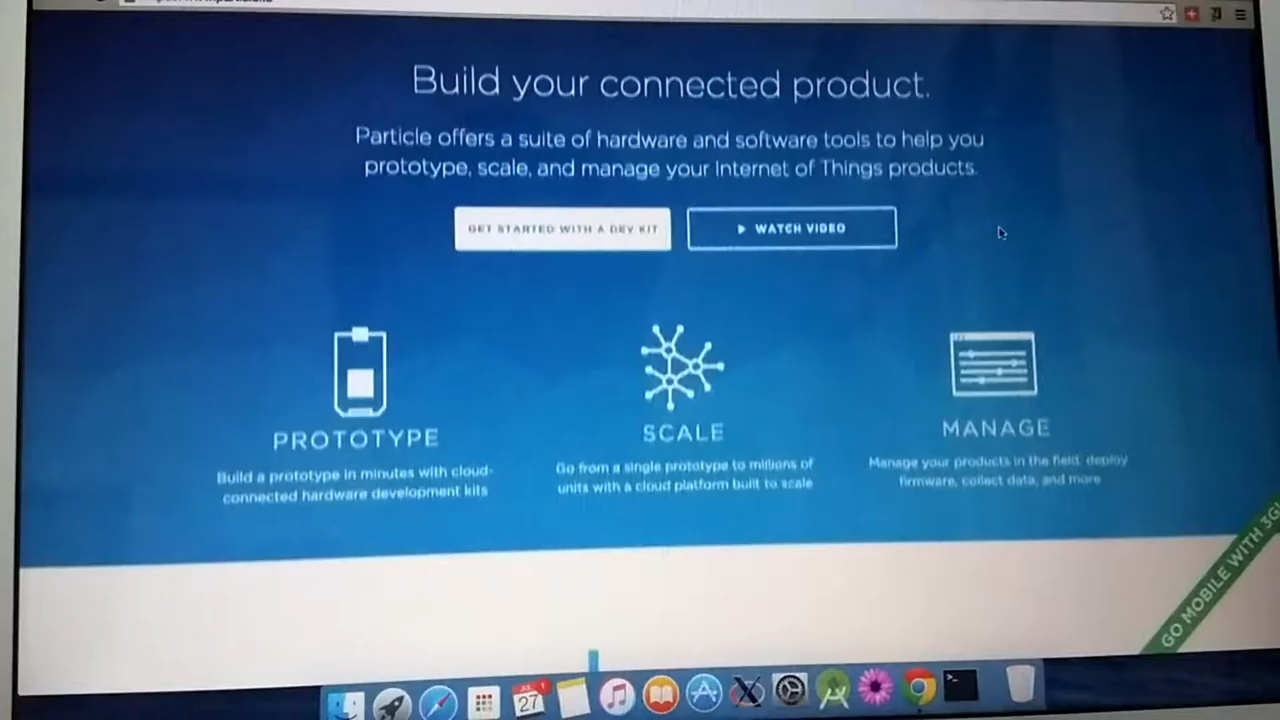 Build your connected product.
Particle offers a suite of hardware and software tools to help you
prototype, scale, and manage your Internet of Things products.
GET STARTED WITH A DEV KIT
WATCH VIDEO
PROTOTYPE
Build a prototype in minutes with cloud-
connected hardware development kits
SCALE
Go from a single prototype to millions of
units with a cloud platform built to scale
MANAGE
Manage your products in the field, deploy
firmware, collect data, and more
GO MOBILE WITH 3G!
27